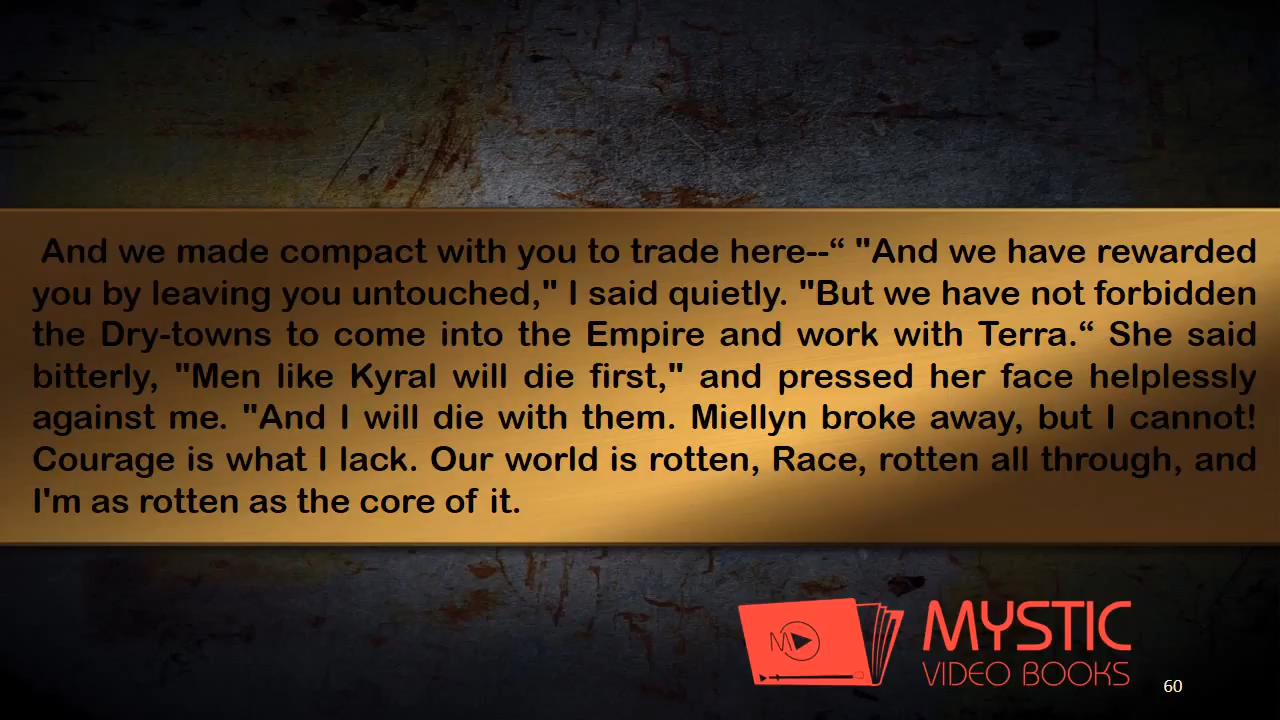 And we made compact with you to trade here--“ "And we have rewarded
you by leaving you untouched," I said quietly. "But we have not forbidden
the Dry-towns to come into the Empire and work with Terra.“ She said
bitterly, "Men like Kyral will die first," and pressed her face helplessly
against me. "And I will die with them. Miellyn broke away, but I cannot!
Courage is what I lack. Our world is rotten, Race, rotten all through, and
I'm as rotten as the core of it.
MYSTIC
VIDEO BOOKS
60